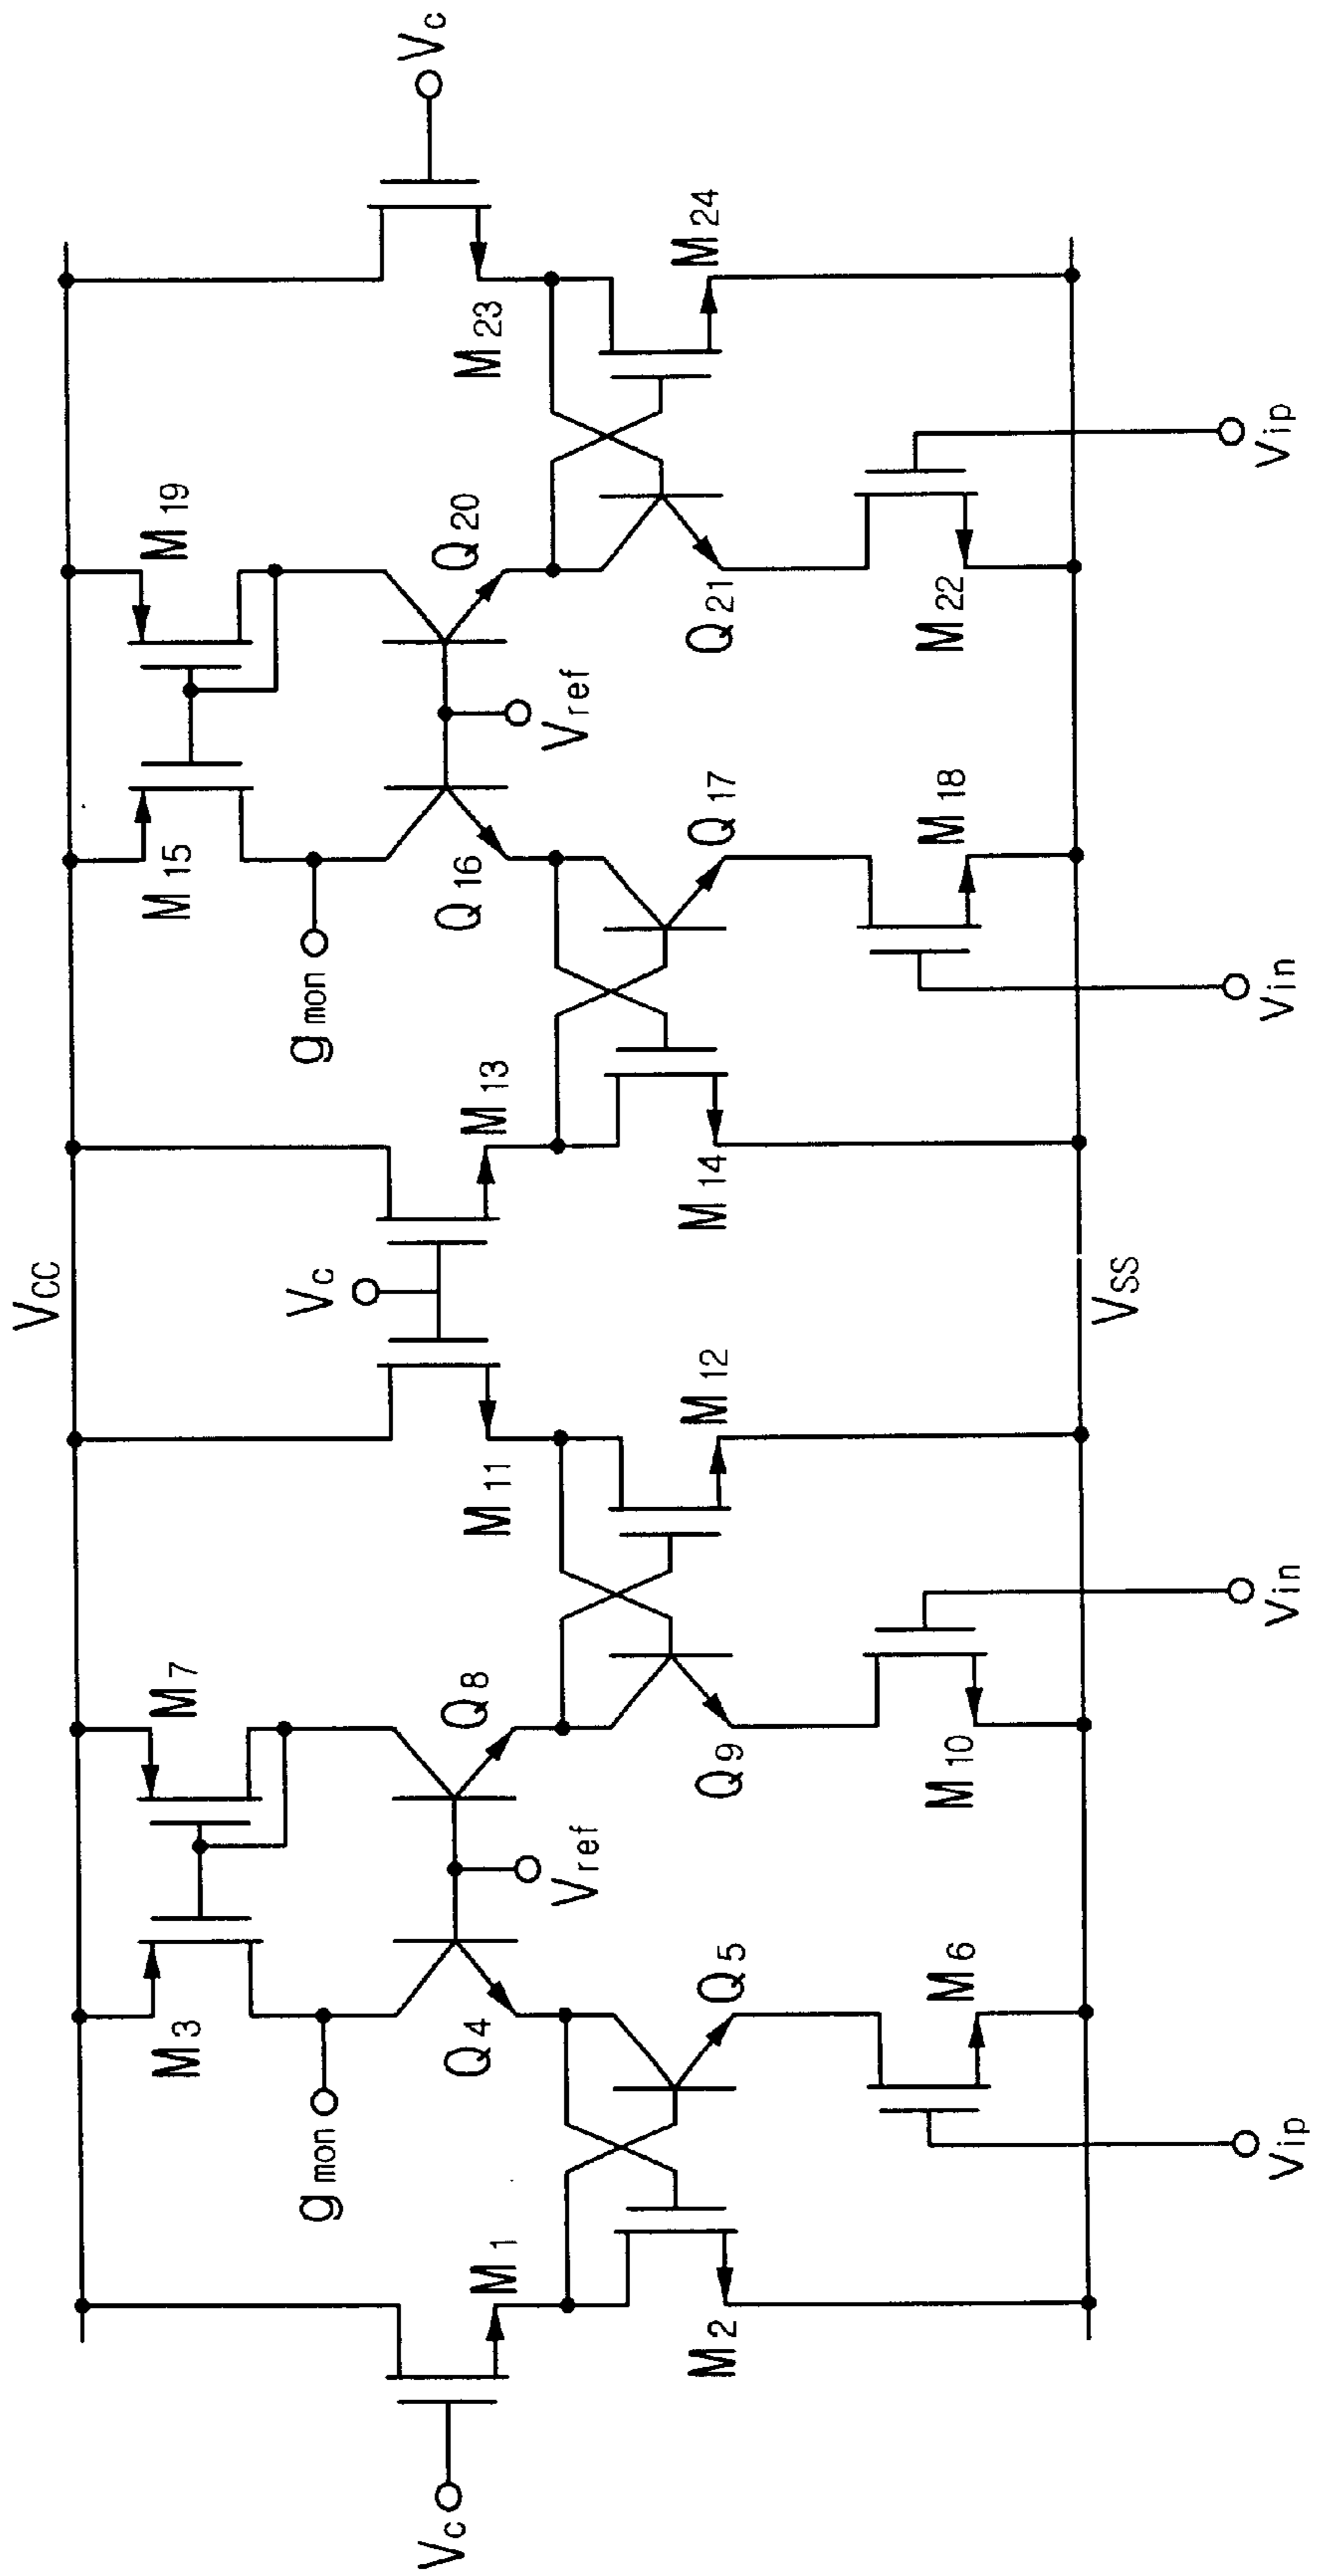 VCC
M3
M7
M15
M19
gmon
gmon
Vc
Vc
Vc
M1
Q4
Q8
M11
M13
Q16
Q20
M23
Vref
Vref
M2
Q5
Q9
M12
M14
Q17
Q21
M24
M6
M10
M18
M22
VSS
Vip
Vin
Vin
Vip